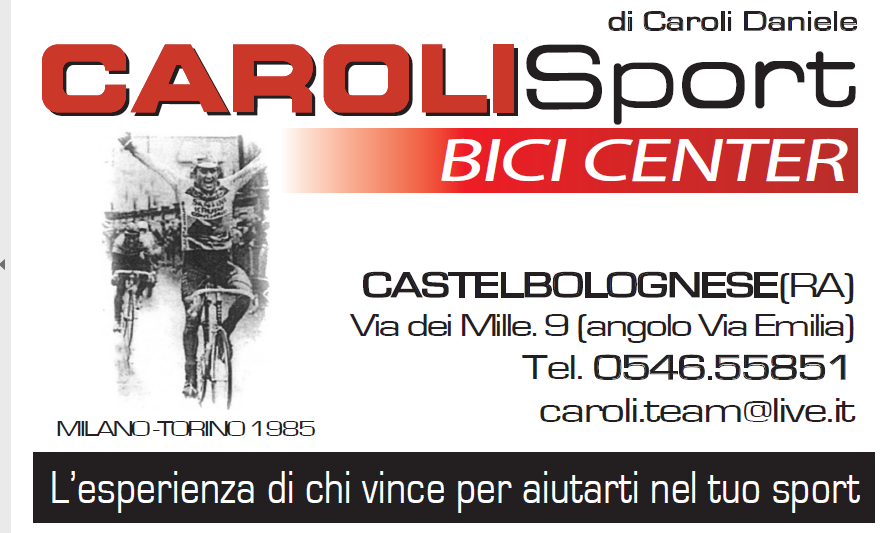 di Caroli Daniele
CAROLISport
BICI CENTER
CASTELBOLOGNESE(RA)
Via dei Mille. 9 (angolo Via Emilia)
Tel. 0546.55851
caroli.team@live.it
MILANO-TORINO 1985
L'esperienza di chi vince per aiutarti nel tuo sport